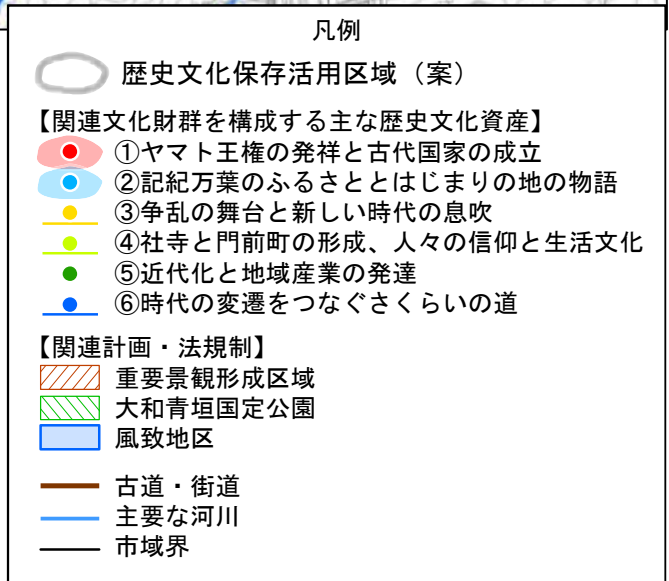 凡例
歴史文化保存活用区域（案）
【関連文化財群を構成する主な歴史文化資産】
①ヤマト王権の発祥と古代国家の成立
②記紀万葉のふるさととはじまりの地の物語
③争乱の舞台と新しい時代の息吹
④社寺と門前町の形成、人々の信仰と生活文化
⑤近代化と地域産業の発達
⑥時代の変遷をつなぐさくらいの道
【関連計画・法規制】
重要景観形成区域
大和青垣国定公園
風致地区
古道・街道
主要な河川
市域界